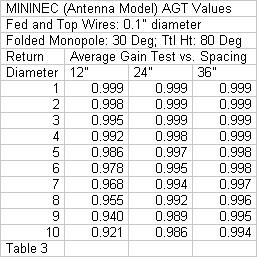 MININEC (Antenna Model) AGT Values
Fed and Top Wires: 0.1" diameter
Folded Monopole: 30 Deg; Ttl Ht: 80 Deg
Return Average Gain Test vs. Spacing
Diameter 12" 24" 36"
1 0.999 0.999 0.999
2 0.998 0.999 0.999
3 0.995 0.999 0.999
4 0.992 0.998 0.999
5 0.986 0.997 0.998
6 0.978 0.995 0.998
7 0.968 0.994 0.997
8 0.955 0.992 0.996
9 0.940 0.989 0.995
10 0.921 0.986 0.994
Table 3